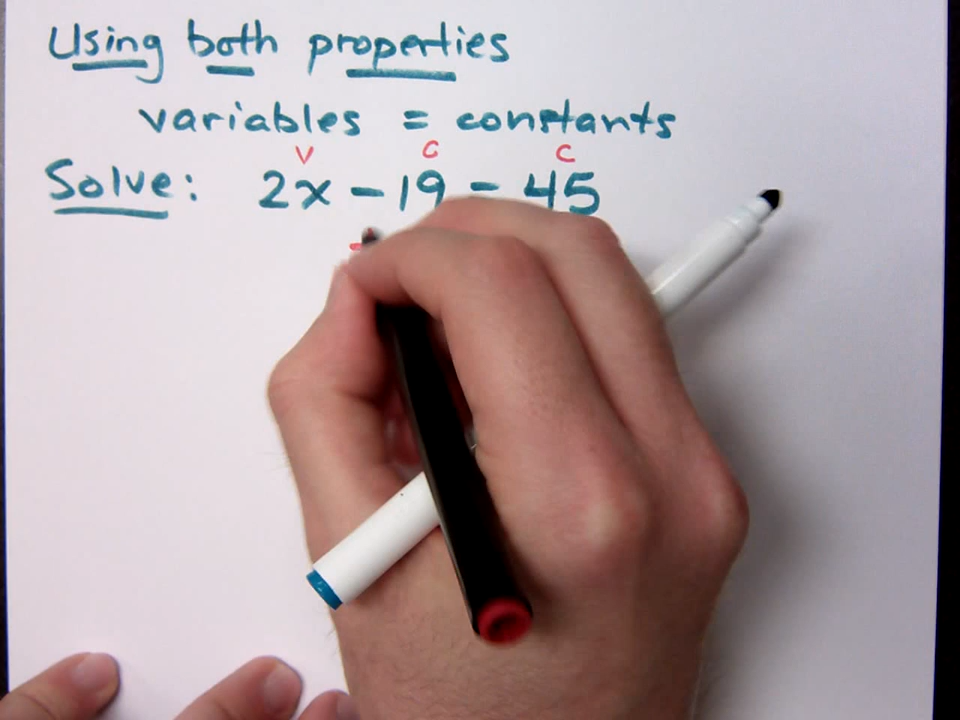 Using both properties
variables = constants
V C C
Solve: 2x - 19 = 45